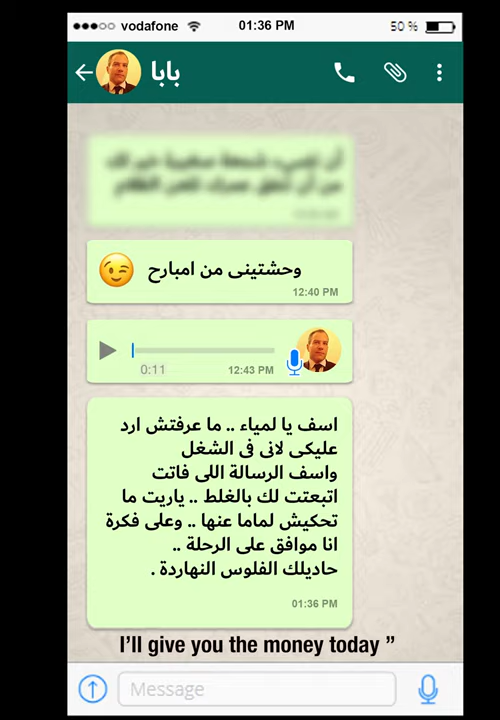 vodafone 01:36 PM 50 %
بابا
وحشتينى من امبارح
12:40 PM
0:11 12:43 PM
اسف يا لمياء .. ما عرفتش ارد
عليكى لانى فى الشغل
واسف الرسالة اللى فاتت
اتبعتت لك بالغلط .. ياريت ما
تحكيش لماما عنها .. وعلى فكرة
انا موافق على الرحلة ..
حاديلك الفلوس النهاردة .
01:36 PM
I'll give you the money today ”
Message